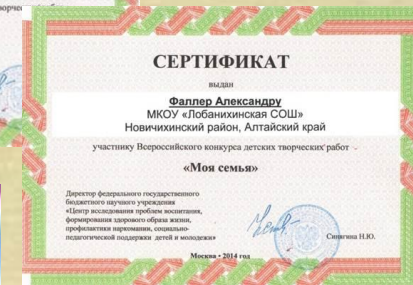 СЕРТИФИКАТ
выдан
Фаллер Александру
МКОУ «Лобанихинская СОШ»
Новичихинский район, Алтайский край
участнику Всероссийского конкурса детских творческих работ
«Моя семья»
Директор федерального государственного
бюджетного научного учреждения
«Центр исследования проблем воспитания,
формирования здорового образа жизни,
профилактики наркомании, социально-
педагогической поддержки детей и молодежи»
Синягина Н.Ю.
Москва • 2014 год